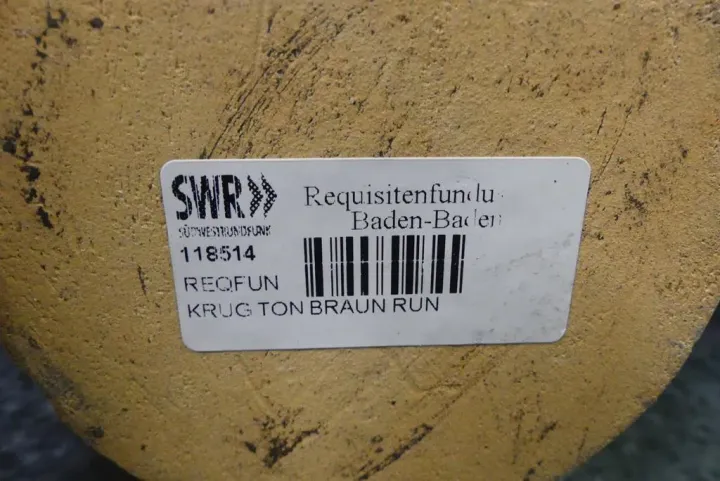 SWR»
Requisitenfundu
SÜDWESTRUNDFUNK
Baden-Baden
118514
REQFUN
KRUG TON BRAUN RUN